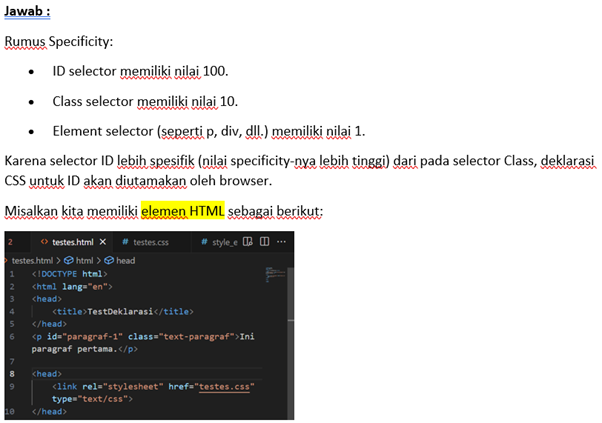 Jawab :
Rumus Specificity:
• ID selector memiliki nilai 100.
• Class selector memiliki nilai 10.
• Element selector (seperti p, div, dll.) memiliki nilai 1.
Karena selector ID lebih spesifik (nilai specificity-nya lebih tinggi) dari pada selector Class, deklarasi
CSS untuk ID akan diutamakan oleh browser.
Misalkan kita memiliki elemen HTML sebagai berikut:
2 <> testes.html × # testes.css # style_e ···
testes.html > html > head
1 <!DOCTYPE html>
2 <html lang="en">
3 <head>
4 <title>TestDeklarasi</title>
5 </head>
6 <p id="paragraf-1" class="text-paragraf">Ini
paragraf pertama.</p>
7
8 <head>
9 <link rel="stylesheet" href="testes.css"
type="text/css">
10 </head>